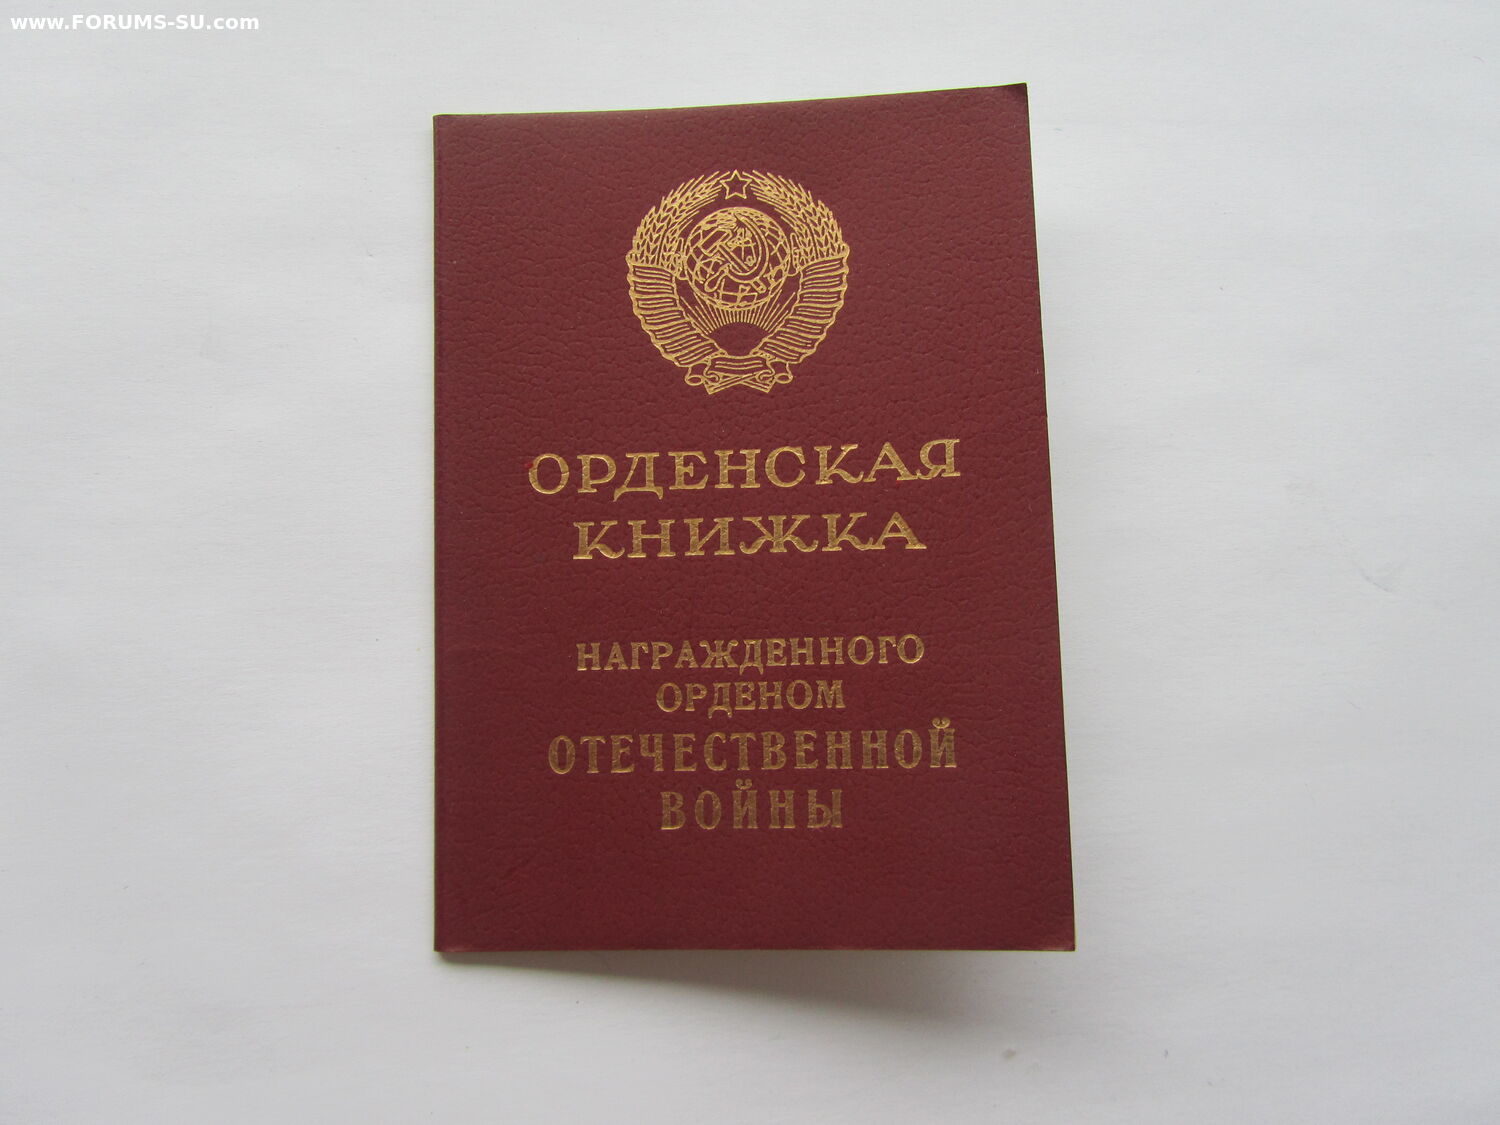 www.FORUMS-SU.com
ОРДЕНСКАЯ
КНИЖКА
НАГРАЖДЕННОГО
ОРДЕНОМ
ОТЕЧЕСТВЕННОЙ
ВОЙНЫ